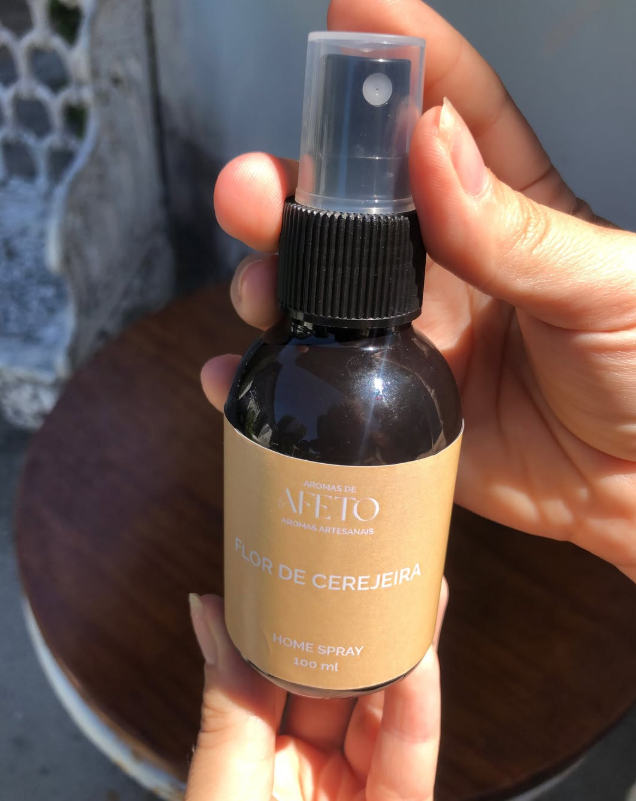 AROMAS DE
AFETO
AROMAS ARTESANAIS
FLOR DE CEREJEIRA
HOME SPRAY
100 ml